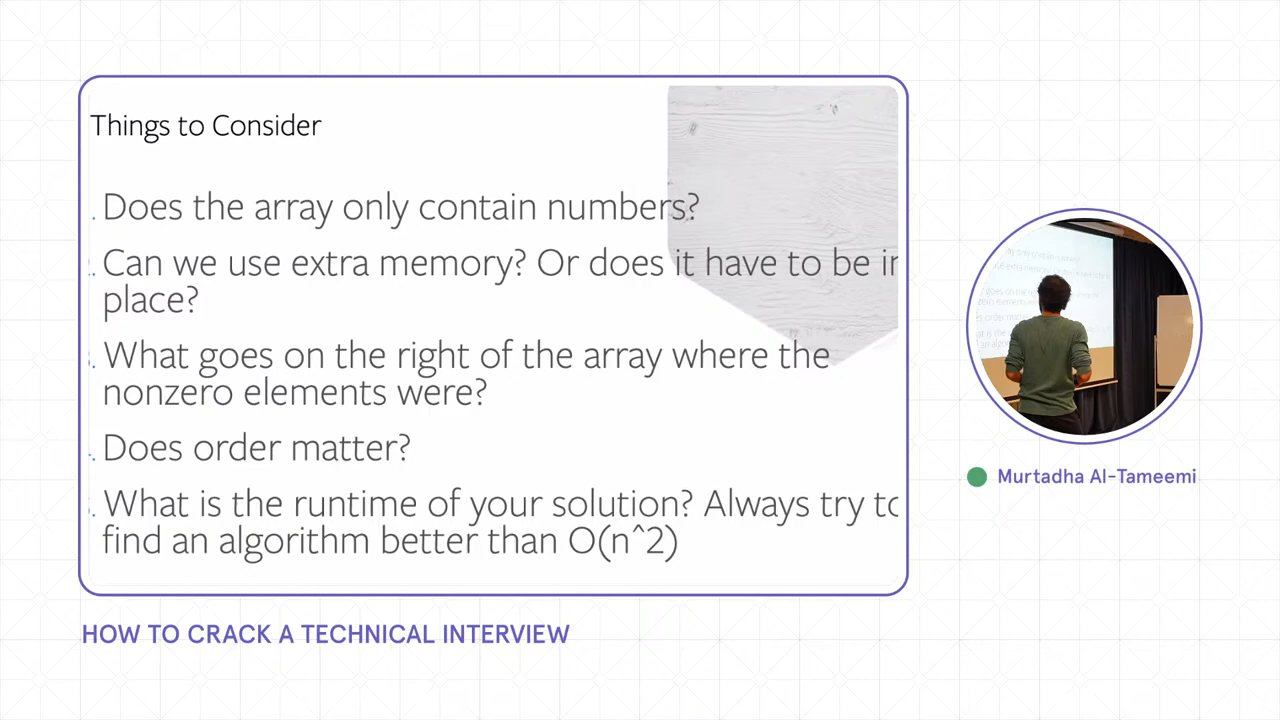 Things to Consider
. Does the array only contain numbers?
. Can we use extra memory? Or does it have to be in
place?
. What goes on the right of the array where the
nonzero elements were?
. Does order matter?
. What is the runtime of your solution? Always try to
find an algorithm better than O(n^2)
Murtadha Al-Tameemi
HOW TO CRACK A TECHNICAL INTERVIEW